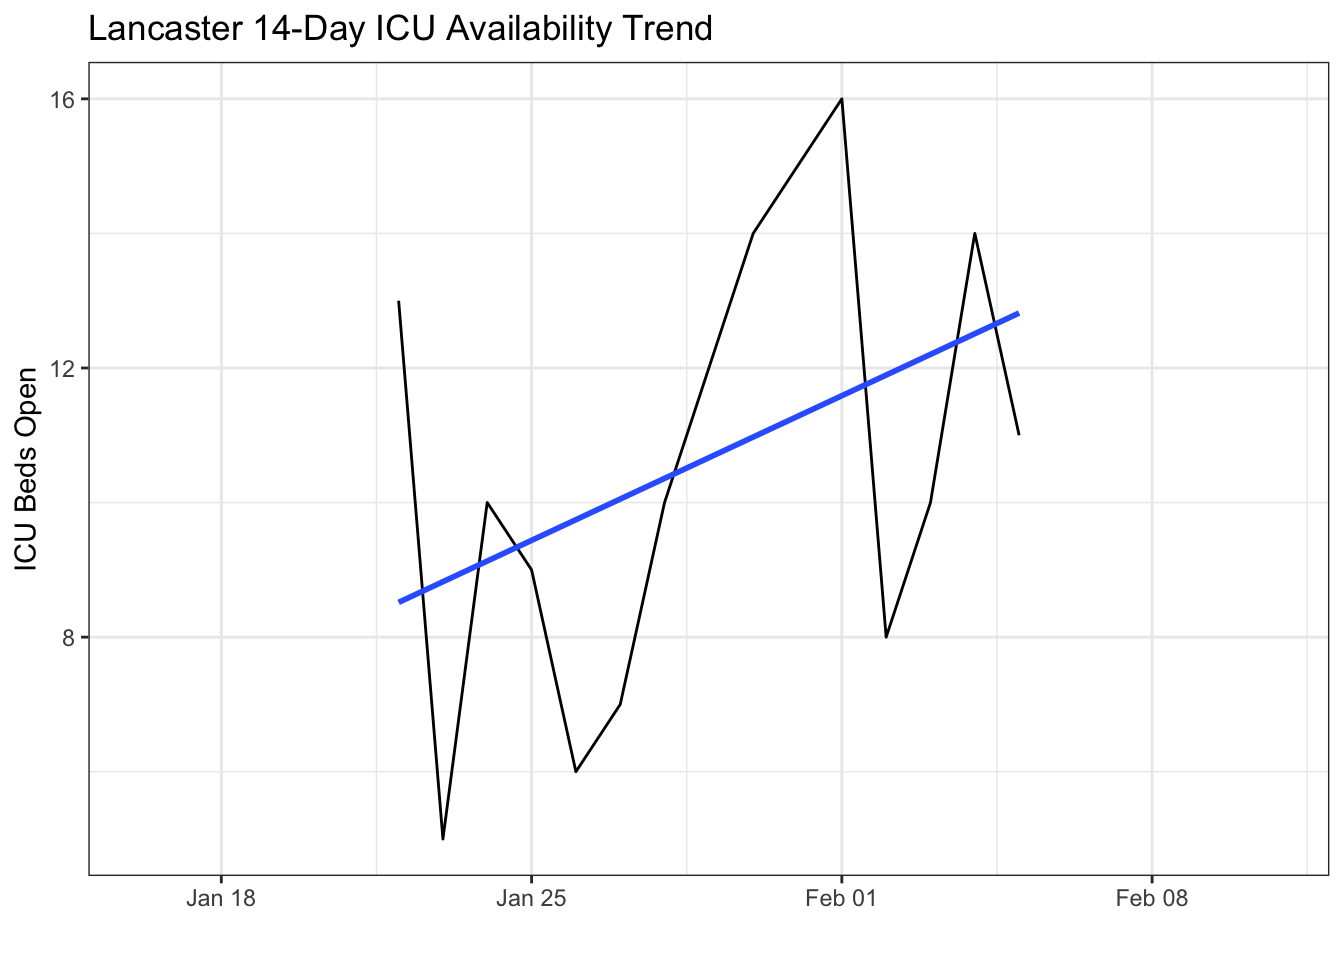 Lancaster 14-Day ICU Availability Trend
16
12
8
ICU Beds Open
Jan 18
Jan 25
Feb 01
Feb 08